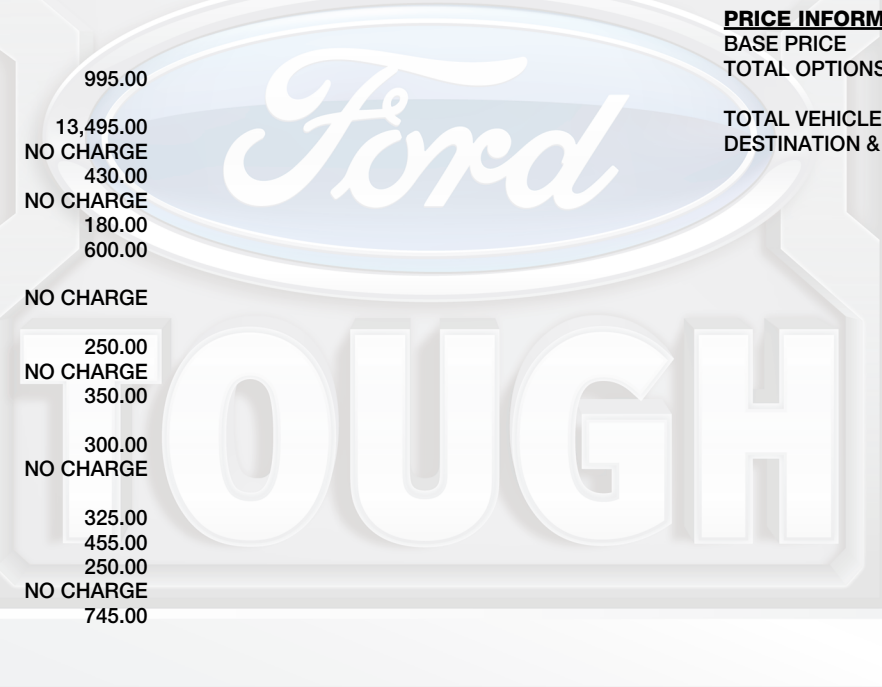 995.00
13,495.00
NO CHARGE
430.00
NO CHARGE
180.00
600.00
NO CHARGE
250.00
NO CHARGE
350.00
300.00
NO CHARGE
325.00
455.00
250.00
NO CHARGE
745.00
PRICE INFORM
BASE PRICE
TOTAL OPTIONS
TOTAL VEHICLE
DESTINATION &
Ford
TOUGH